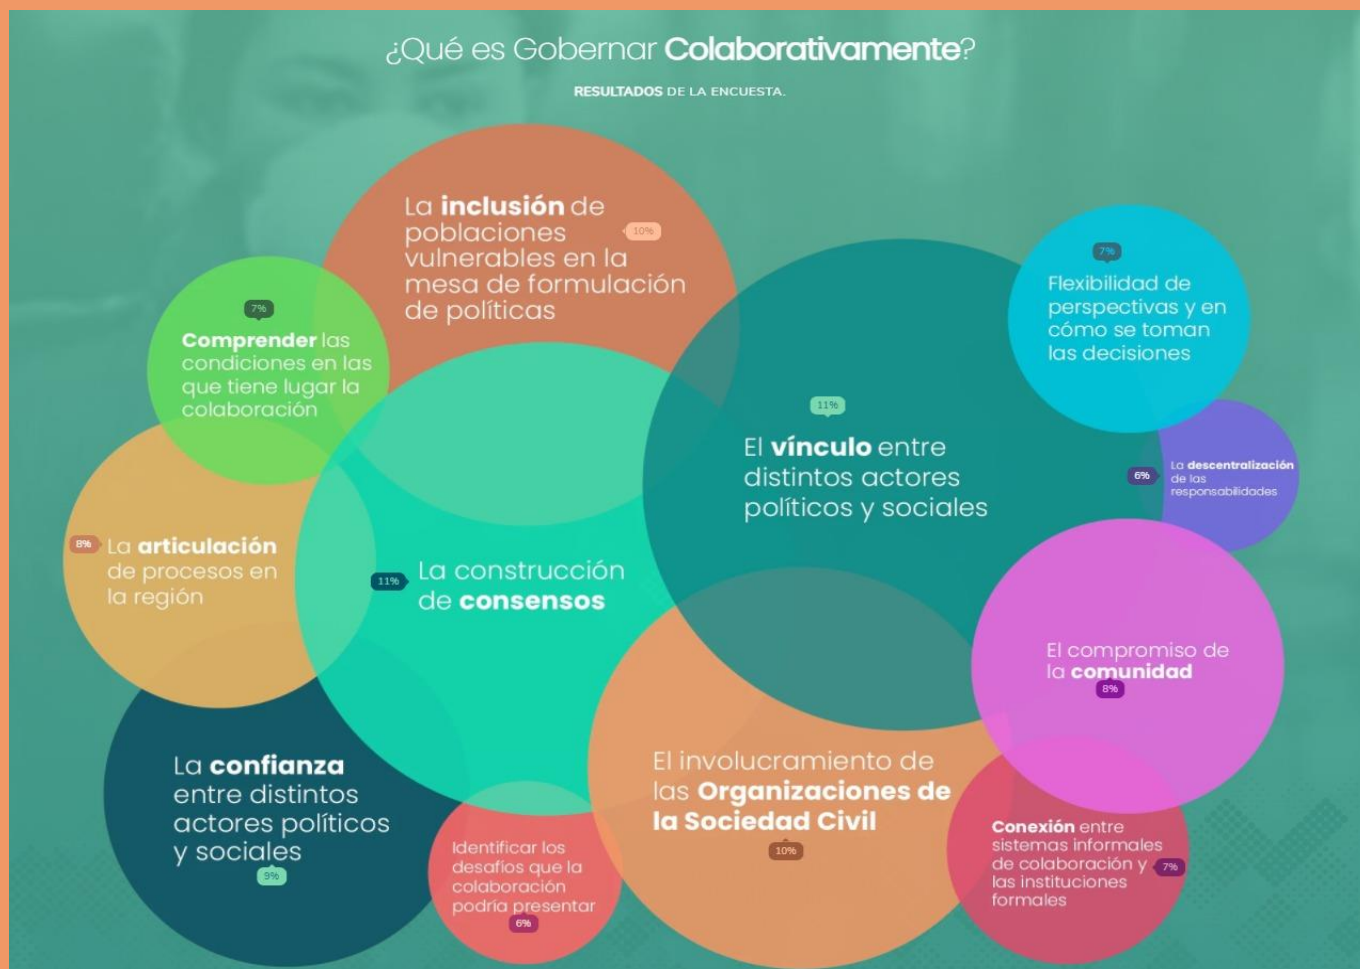 ¿Qué es Gobernar Colaborativamente?
RESULTADOS DE LA ENCUESTA.
La inclusión de
poblaciones
vulnerables en la
mesa de formulación
de políticas
10%
7%
Comprender las
condiciones en las
que tiene lugar la
colaboración
7%
Flexibilidad de
perspectivas y en
cómo se toman
las decisiones
11%
El vínculo entre
distintos actores
políticos y sociales
6%
La descentralización
de las
responsabilidades
8%
La articulación
de procesos en
la región
11%
La construcción
de consensos
El compromiso de
la comunidad
8%
La confianza
entre distintos
actores políticos
y sociales
9%
El involucramiento de
las Organizaciones de
la Sociedad Civil
10%
Identificar los
desafíos que la
colaboración
podría presentar
6%
Conexión entre
sistemas informales
de colaboración y
las instituciones
formales
7%